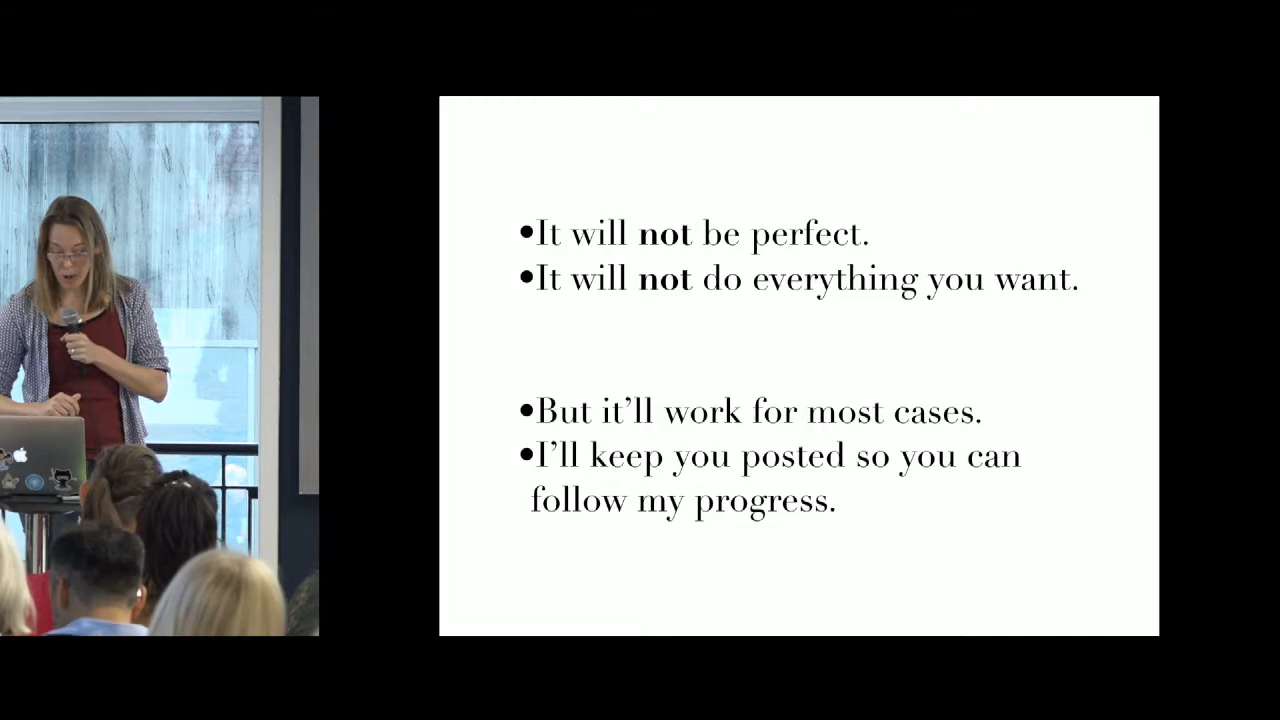 •It will not be perfect.
•It will not do everything you want.
•But it’ll work for most cases.
•I’ll keep you posted so you can
follow my progress.